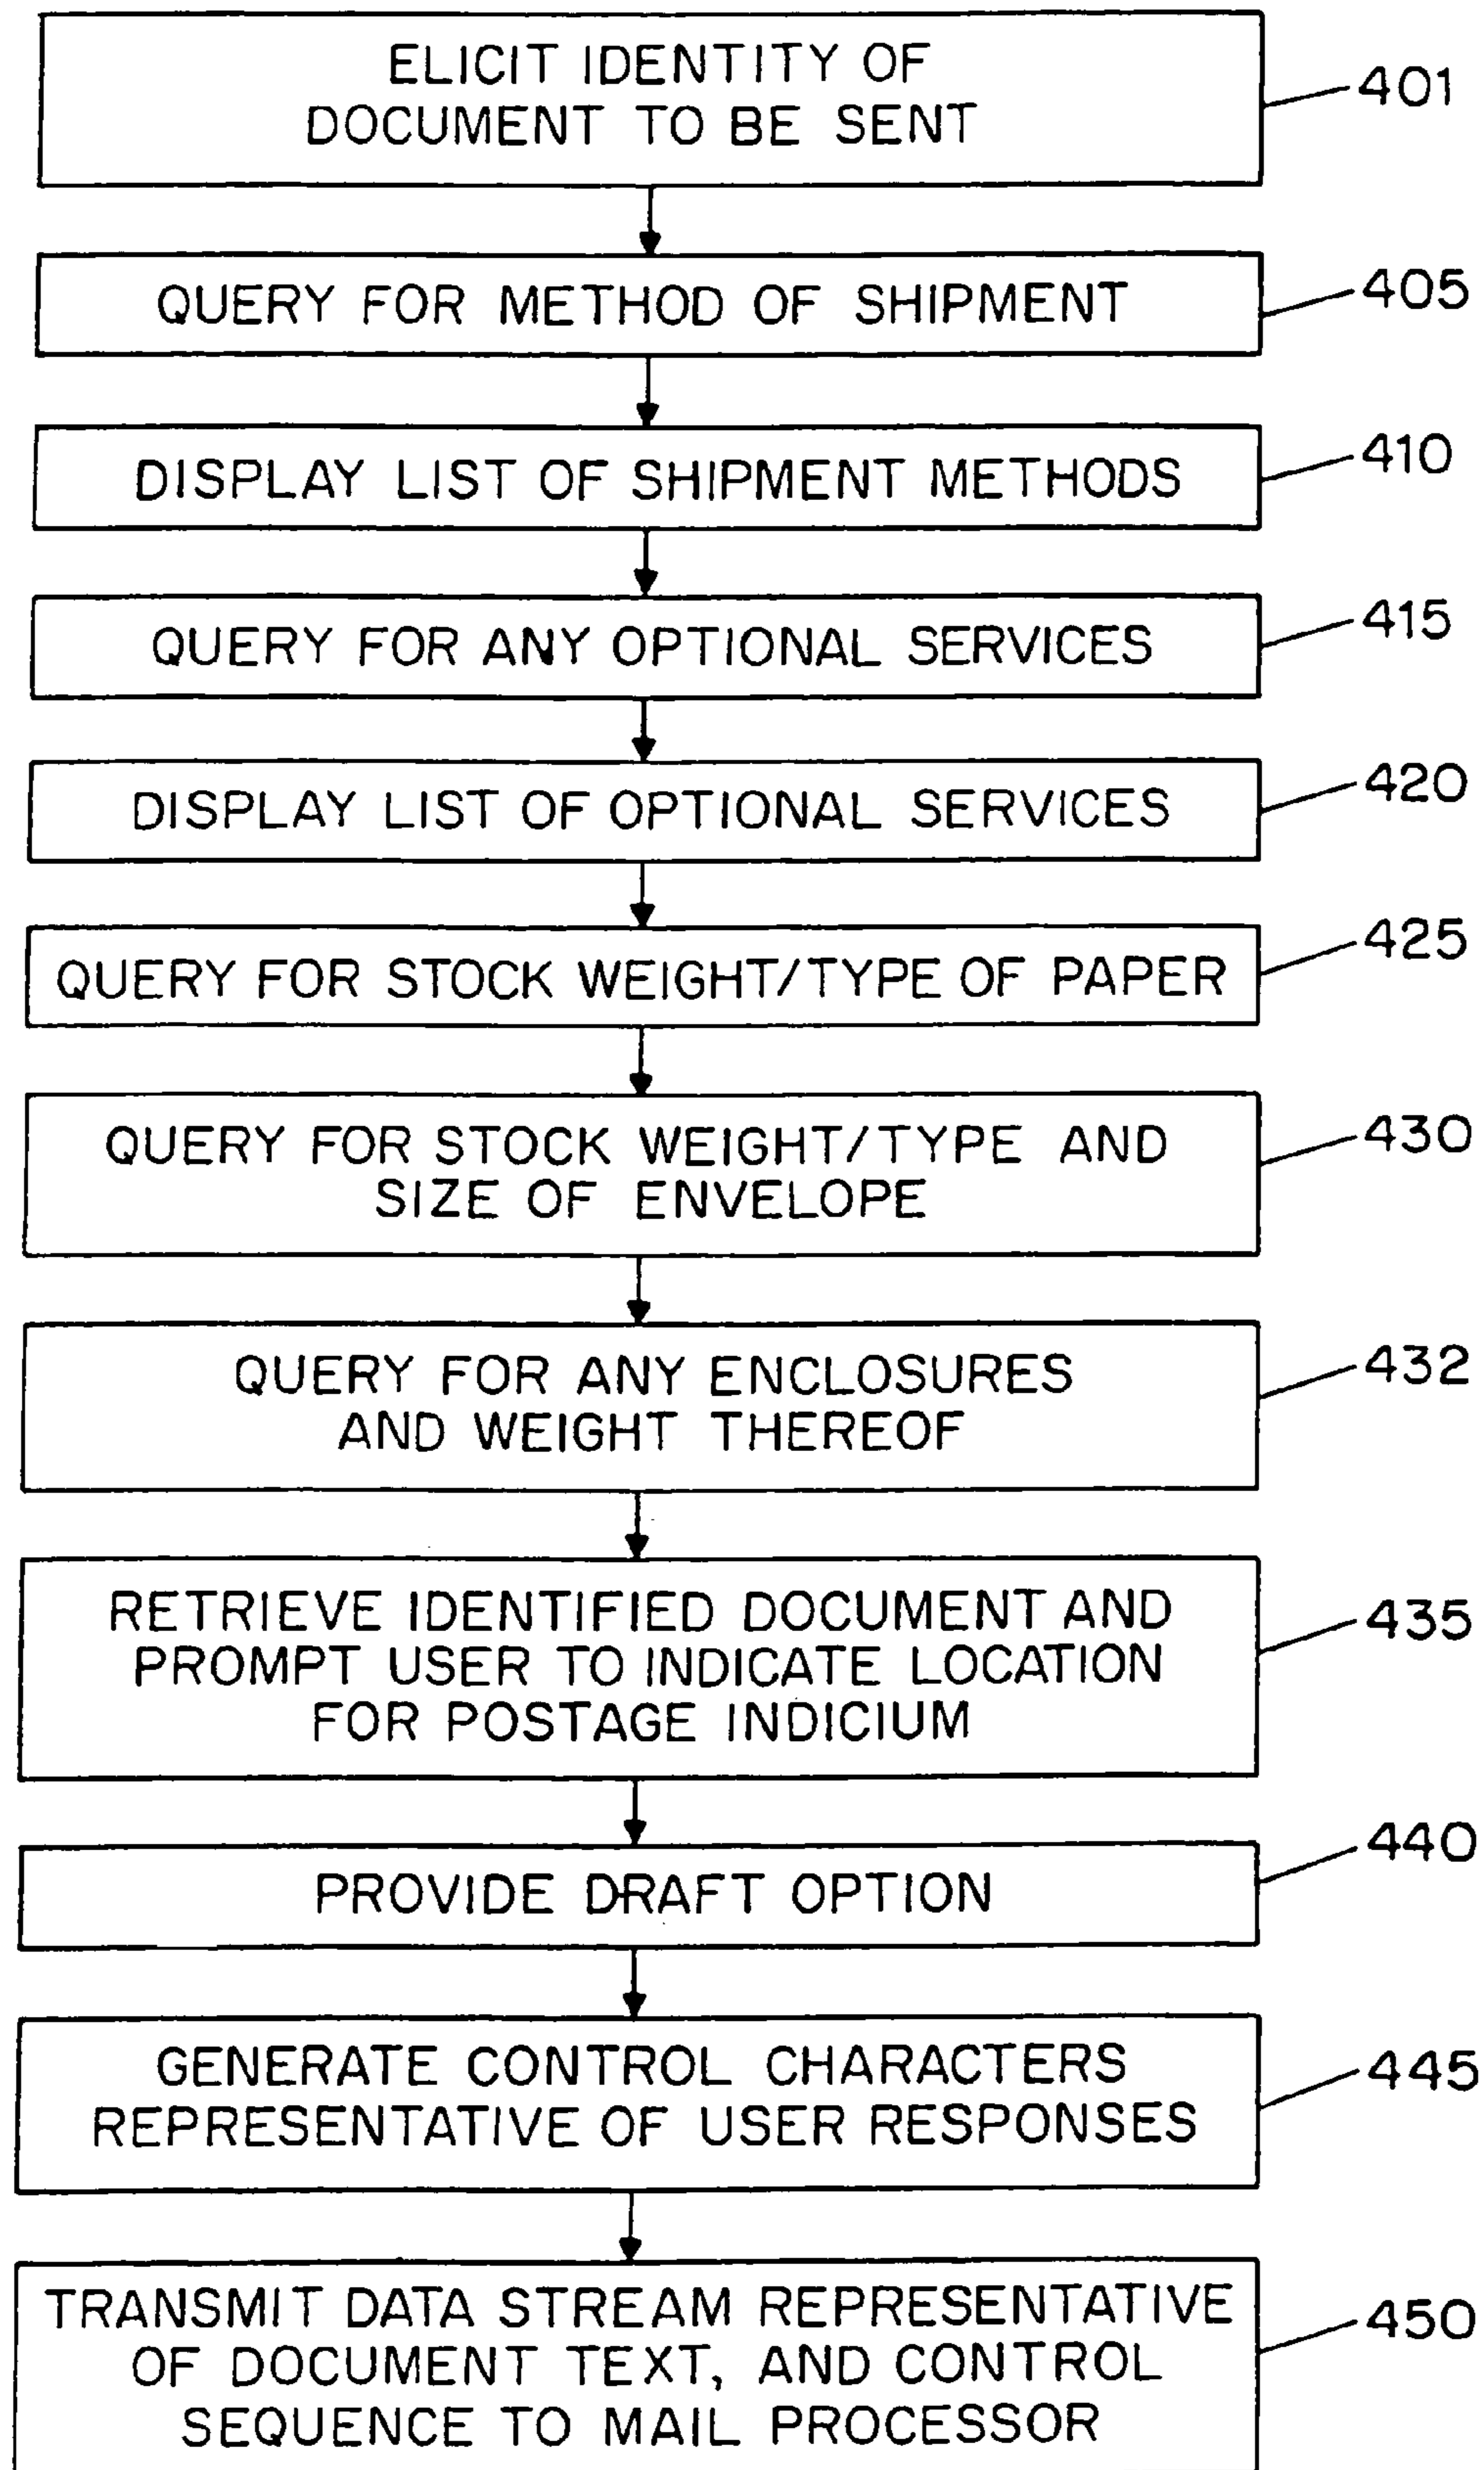 ELICIT IDENTITY OF
DOCUMENT TO BE SENT
401
QUERY FOR METHOD OF SHIPMENT
405
DISPLAY LIST OF SHIPMENT METHODS
410
QUERY FOR ANY OPTIONAL SERVICES
415
DISPLAY LIST OF OPTIONAL SERVICES
420
QUERY FOR STOCK WEIGHT/TYPE OF PAPER
425
QUERY FOR STOCK WEIGHT/TYPE AND
SIZE OF ENVELOPE
430
QUERY FOR ANY ENCLOSURES
AND WEIGHT THEREOF
432
RETRIEVE IDENTIFIED DOCUMENT AND
PROMPT USER TO INDICATE LOCATION
FOR POSTAGE INDICIUM
435
PROVIDE DRAFT OPTION
440
GENERATE CONTROL CHARACTERS
REPRESENTATIVE OF USER RESPONSES
445
TRANSMIT DATA STREAM REPRESENTATIVE
OF DOCUMENT TEXT, AND CONTROL
SEQUENCE TO MAIL PROCESSOR
450